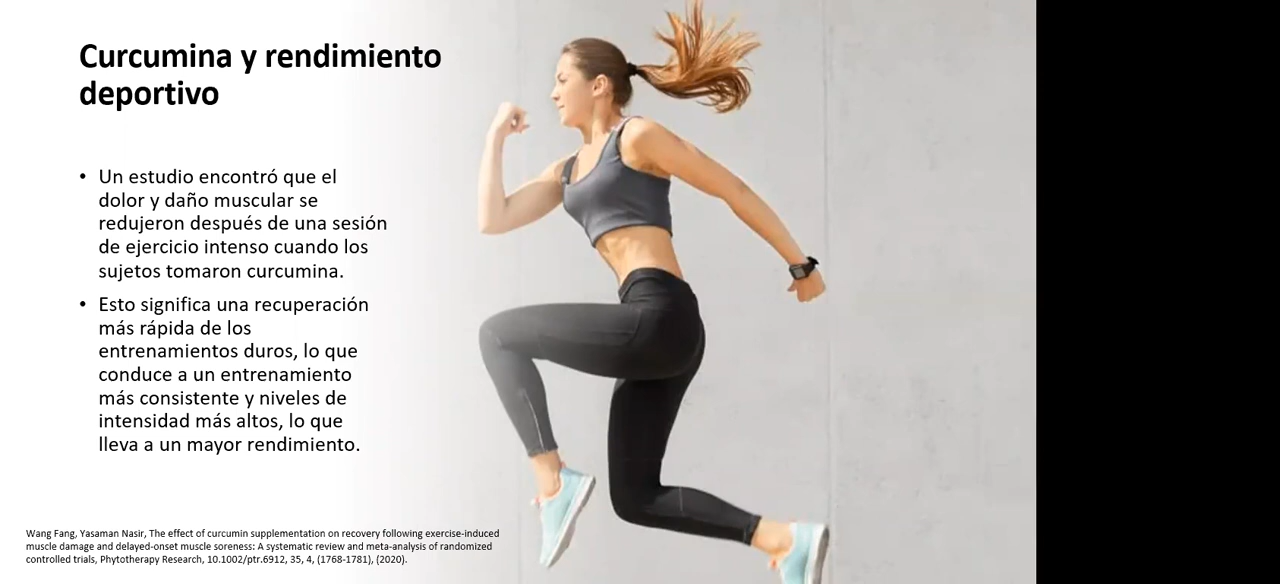 Curcumina y rendimiento
deportivo
• Un estudio encontró que el
dolor y daño muscular se
redujeron después de una sesión
de ejercicio intenso cuando los
sujetos tomaron curcumina.
• Esto significa una recuperación
más rápida de los
entrenamientos duros, lo que
conduce a un entrenamiento
más consistente y niveles de
intensidad más altos, lo que
lleva a un mayor rendimiento.
Wang Fang, Yasaman Nasir, The effect of curcumin supplementation on recovery following exercise-induced
muscle damage and delayed-onset muscle soreness: A systematic review and meta-analysis of randomized
controlled trials, Phytotherapy Research, 10.1002/ptr.6912, 35, 4, (1768-1781), (2020).